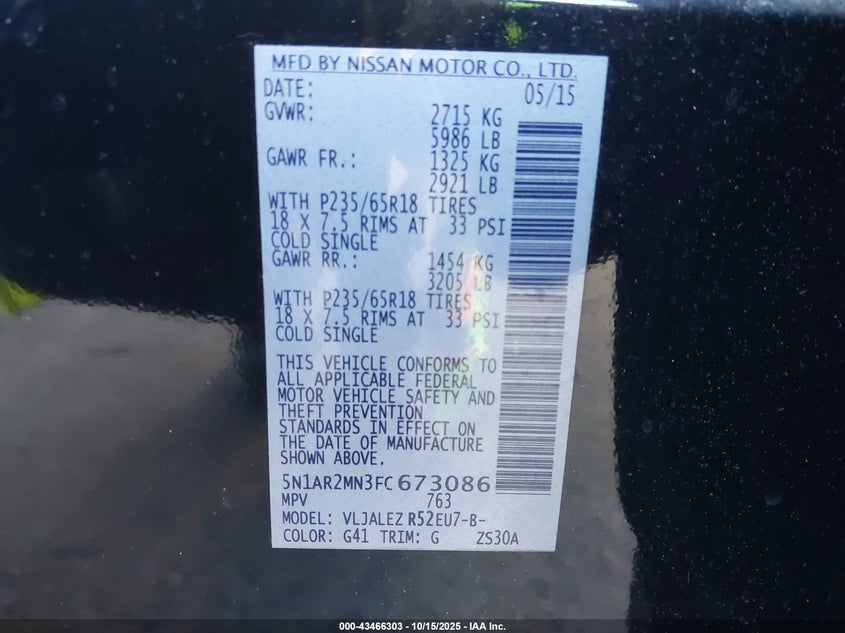 MFD BY NISSAN MOTOR CO., LTD.
DATE: 05/15
GVWR: 2715 KG
5986 LB
GAWR FR.: 1325 KG
2921 LB
WITH P235/65R18 TIRES
18 X 7.5 RIMS AT 33 PSI
COLD SINGLE
GAWR RR.: 1454 KG
3205 LB
WITH P235/65R18 TIRES
18 X 7.5 RIMS AT 33 PSI
COLD SINGLE
THIS VEHICLE CONFORMS TO
ALL APPLICABLE FEDERAL
MOTOR VEHICLE SAFETY AND
THEFT PREVENTION
STANDARDS IN EFFECT ON
THE DATE OF MANUFACTURE
SHOWN ABOVE.
5N1AR2MN3FC673086
MPV 763
MODEL: VLJALEZ R52EU7-B-
COLOR: G41 TRIM: G ZS30A
000-43466303 - 10/15/2025 - IAA Inc.